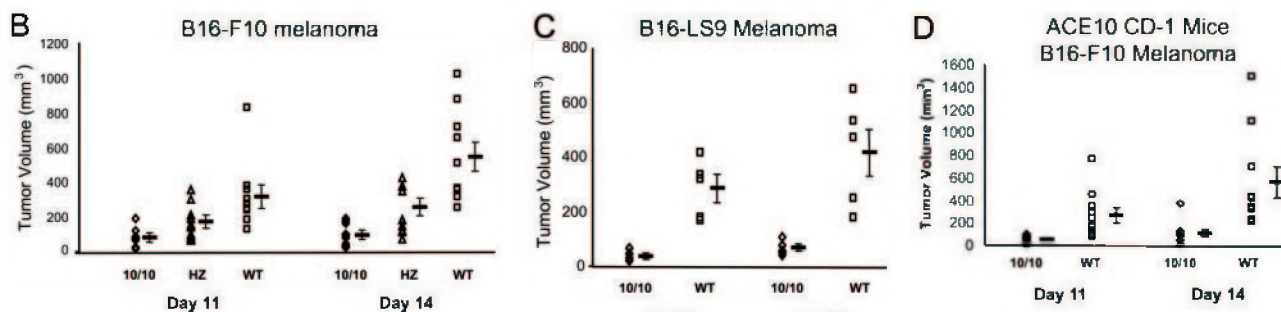 B
B16-F10 melanoma
Tumor Volume (mm³)
1200
1000
800
600
400
200
0
10/10 HZ WT 10/10 HZ WT
Day 11 Day 14
C
B16-LS9 Melanoma
Tumor Volume (mm³)
800
600
400
200
0
10/10 WT 10/10 WT
D
ACE10 CD-1 Mice
B16-F10 Melanoma
Tumor Volume (mm³)
1600
1400
1200
1000
800
600
400
200
0
10/10 WT 10/10 WT
Day 11 Day 14